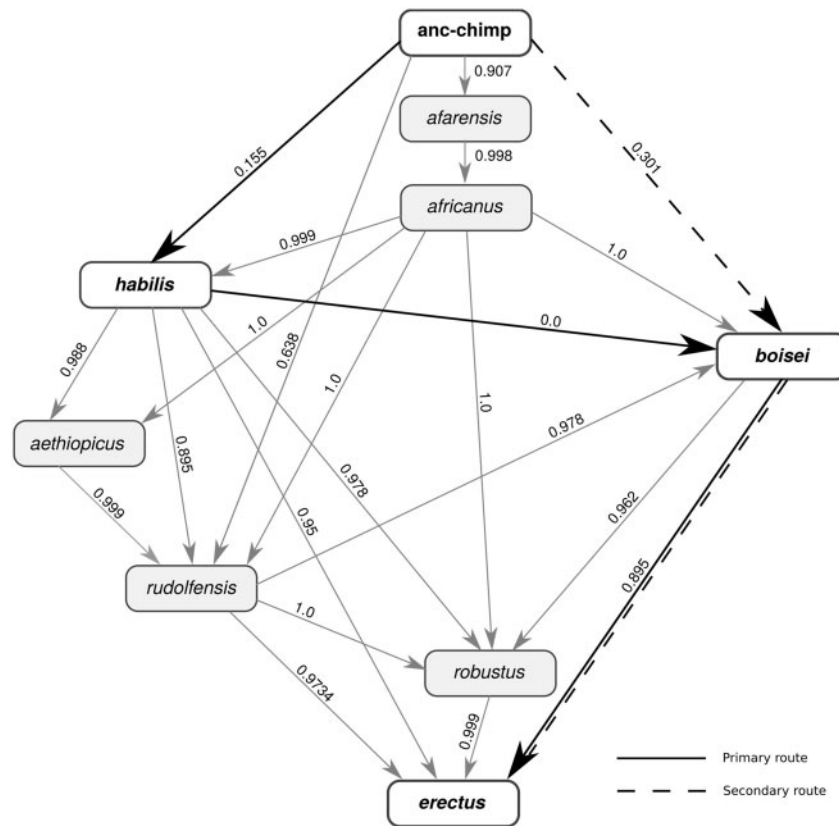 anc-chimp
0.907
afarensis
0.155
0.998
0.301
africanus
0.999
habilis
1.0
0.0
1.0
0.638
boisei
0.988
1.0
1.0
aethiopicus
0.895
0.978
0.978
0.999
0.95
0.962
0.895
rudolfensis
1.0
robustus
0.9734
0.999
Primary route
erectus
Secondary route